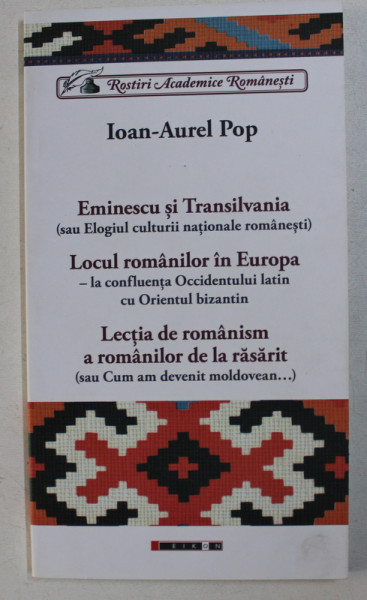 Rostiri Academice Românești
Ioan-Aurel Pop
Eminescu și Transilvania
(sau Elogiul culturii naționale românești)
Locul românilor în Europa
– la confluența Occidentului latin
cu Orientul bizantin
Lecția de românism
a românilor de la răsărit
(sau Cum am devenit moldovean…)
EIKON